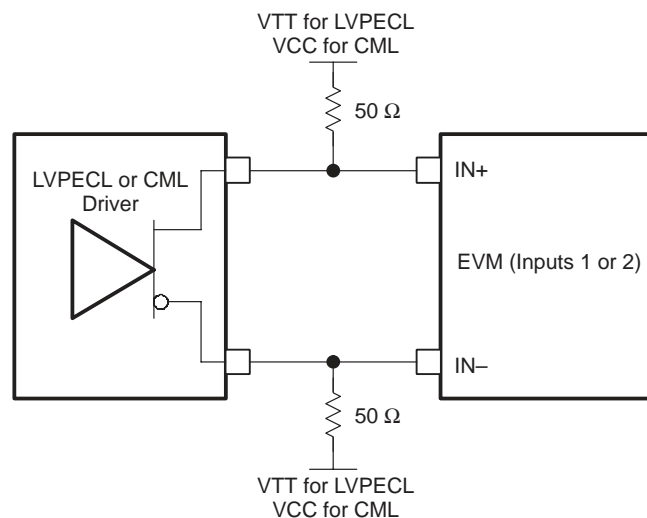 VTT for LVPECL
VCC for CML
50 Ω
LVPECL or CML
Driver
IN+
EVM (Inputs 1 or 2)
IN–
50 Ω
VTT for LVPECL
VCC for CML